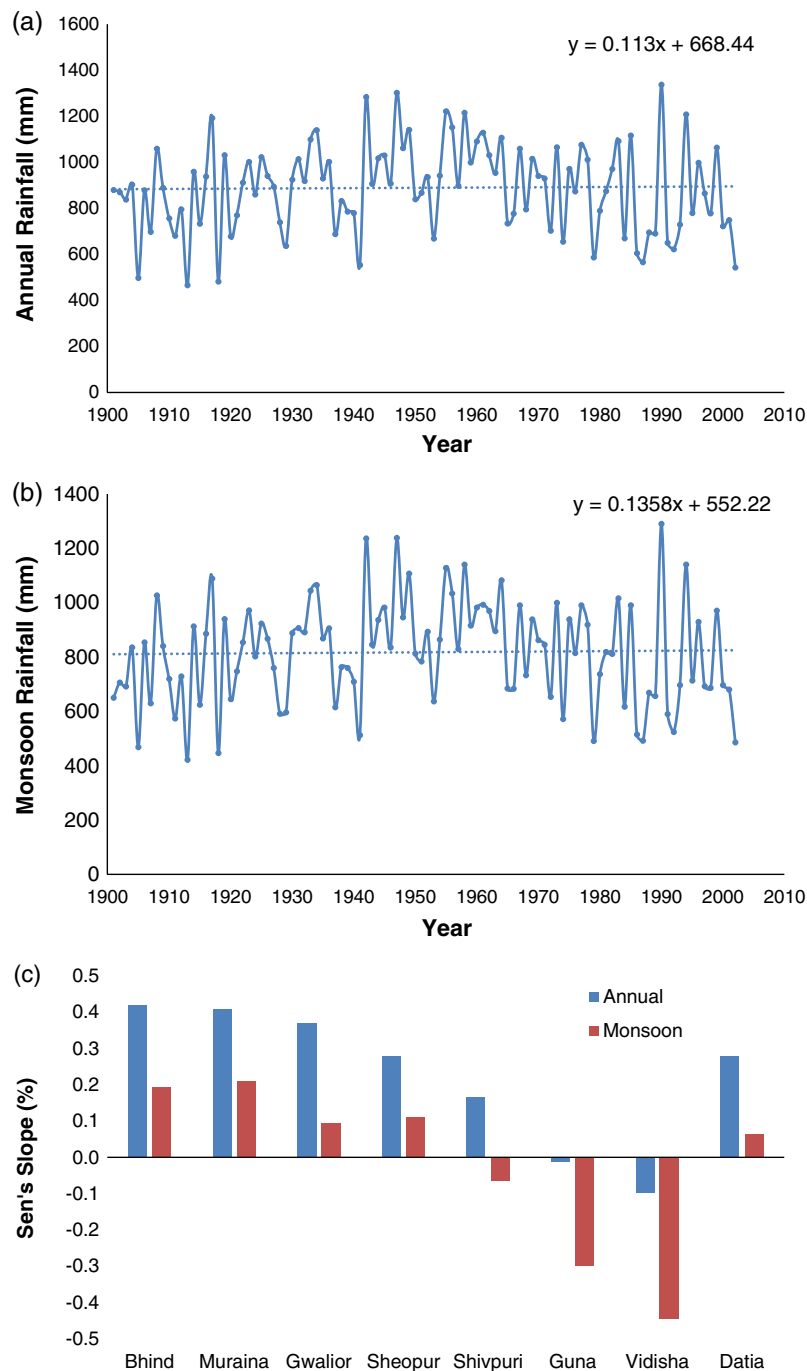 (a)
1600
1400
1200
1000
800
600
400
200
0
Annual Rainfall (mm)
y = 0.113x + 668.44
1900 1910 1920 1930 1940 1950 1960 1970 1980 1990 2000 2010
Year
(b)
1400
1200
1000
800
600
400
200
0
Monsoon Rainfall (mm)
y = 0.1358x + 552.22
1900 1910 1920 1930 1940 1950 1960 1970 1980 1990 2000 2010
Year
(c)
0.5
0.4
0.3
0.2
0.1
0.0
-0.1
-0.2
-0.3
-0.4
-0.5
Sen's Slope (%)
Annual
Monsoon
Bhind Muraina Gwalior Sheopur Shivpuri Guna Vidisha Datia